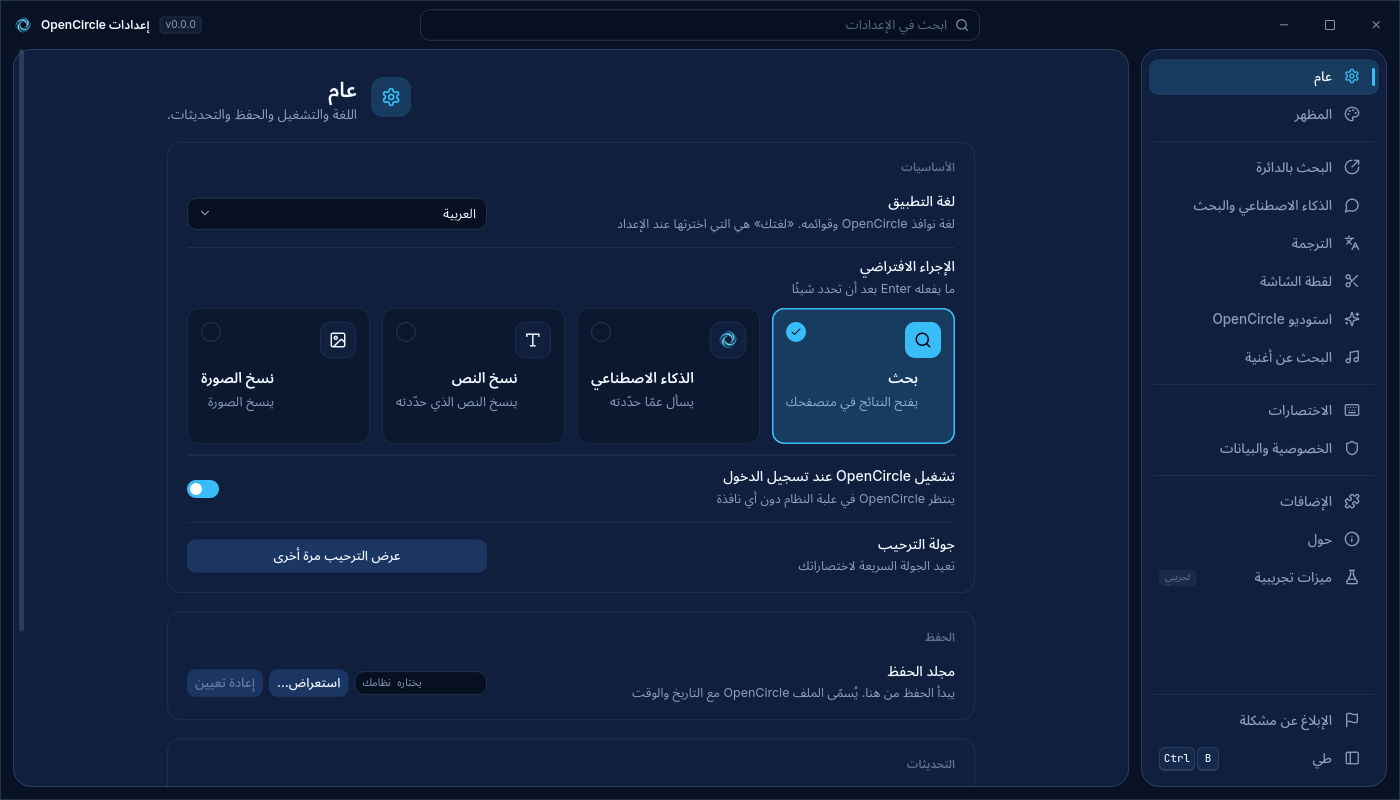 إعدادات OpenCircle
v0.0.0
ابحث في الإعدادات
عام
المظهر
البحث بالدائرة
الذكاء الاصطناعي والبحث
الترجمة
لقطة الشاشة
استوديو OpenCircle
البحث عن أغنية
الاختصارات
الخصوصية والبيانات
الإضافات
حول
ميزات تجريبية
تجريبي
الإبلاغ عن مشكلة
طي
Ctrl B
عام
اللغة والتشغيل والحفظ والتحديثات.
الأساسيات
لغة التطبيق
لغة نوافذ OpenCircle وقوائمه. «لغتك» هي التي اخترتها عند الإعداد
العربية
الإجراء الافتراضي
ما يفعله Enter بعد أن تحدد شيئًا
بحث
يفتح النتائج في متصفحك
الذكاء الاصطناعي
يسأل عمّا حدّدته
نسخ النص
ينسخ النص الذي حدّدته
نسخ الصورة
ينسخ الصورة
تشغيل OpenCircle عند تسجيل الدخول
ينتظر OpenCircle في علبة النظام دون أي نافذة
جولة الترحيب
تعيد الجولة السريعة لاختصاراتك
عرض الترحيب مرة أخرى
الحفظ
مجلد الحفظ
يبدأ الحفظ من هنا. يُسمّى الملف OpenCircle مع التاريخ والوقت
يختاره نظامك
استعراض...
إعادة تعيين
التحديثات